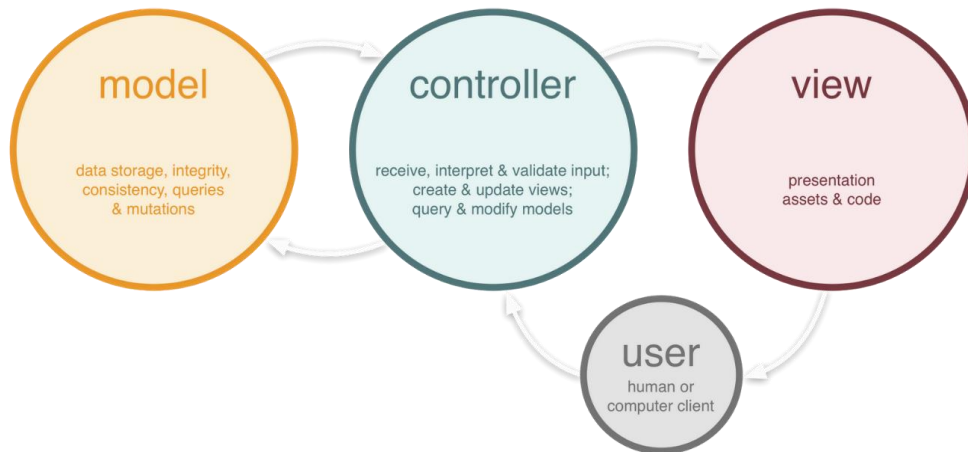 model
data storage, integrity,
consistency, queries
& mutations
controller
receive, interpret & validate input;
create & update views;
query & modify models
view
presentation
assets & code
user
human or
computer client